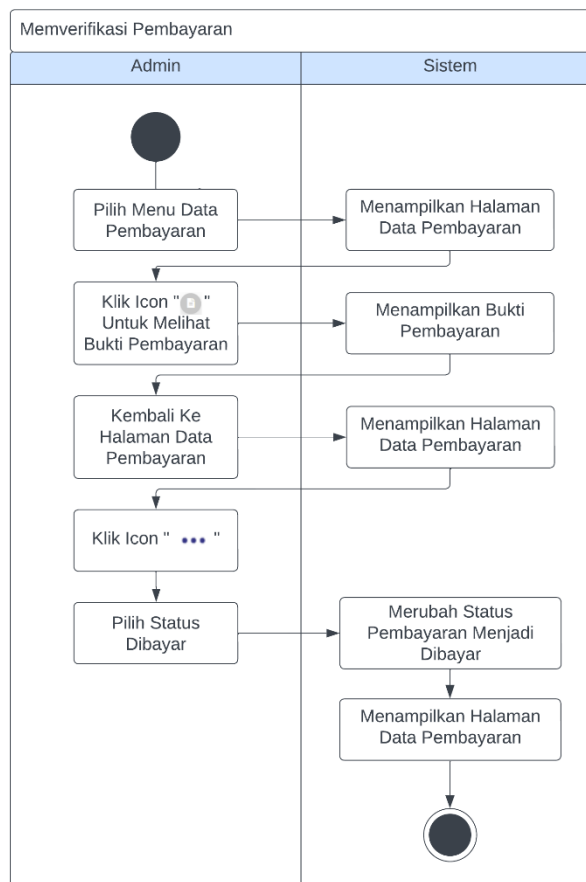 Memverifikasi Pembayaran
Admin
Sistem
Pilih Menu Data
Pembayaran
Menampilkan Halaman
Data Pembayaran
Klik Icon " "
Untuk Melihat
Bukti Pembayaran
Menampilkan Bukti
Pembayaran
Kembali Ke
Halaman Data
Pembayaran
Menampilkan Halaman
Data Pembayaran
Klik Icon " ••• "
Pilih Status
Dibayar
Merubah Status
Pembayaran Menjadi
Dibayar
Menampilkan Halaman
Data Pembayaran